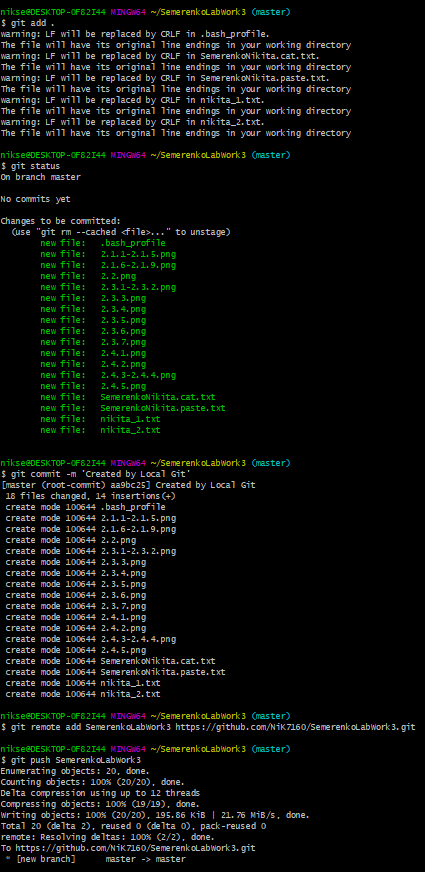 nikse@DESKTOP-0F82I44 MINGW64 ~/SemerenkoLabWork3 (master)
$ git add .
warning: LF will be replaced by CRLF in .bash_profile.
The file will have its original line endings in your working directory
warning: LF will be replaced by CRLF in SemerenkoNikita.cat.txt.
The file will have its original line endings in your working directory
warning: LF will be replaced by CRLF in SemerenkoNikita.paste.txt.
The file will have its original line endings in your working directory
warning: LF will be replaced by CRLF in nikita_1.txt.
The file will have its original line endings in your working directory
warning: LF will be replaced by CRLF in nikita_2.txt.
The file will have its original line endings in your working directory
nikse@DESKTOP-0F82I44 MINGW64 ~/SemerenkoLabWork3 (master)
$ git status
On branch master
No commits yet
Changes to be committed:
(use "git rm --cached <file>..." to unstage)
new file: .bash_profile
new file: 2.1.1-2.1.5.png
new file: 2.1.6-2.1.9.png
new file: 2.2.png
new file: 2.3.1-2.3.2.png
new file: 2.3.3.png
new file: 2.3.4.png
new file: 2.3.5.png
new file: 2.3.6.png
new file: 2.3.7.png
new file: 2.4.1.png
new file: 2.4.2.png
new file: 2.4.3-2.4.4.png
new file: 2.4.5.png
new file: SemerenkoNikita.cat.txt
new file: SemerenkoNikita.paste.txt
new file: nikita_1.txt
new file: nikita_2.txt
nikse@DESKTOP-0F82I44 MINGW64 ~/SemerenkoLabWork3 (master)
$ git commit -m 'Created by Local Git'
[master (root-commit) aa9bc25] Created by Local Git
18 files changed, 14 insertions(+)
create mode 100644 .bash_profile
create mode 100644 2.1.1-2.1.5.png
create mode 100644 2.1.6-2.1.9.png
create mode 100644 2.2.png
create mode 100644 2.3.1-2.3.2.png
create mode 100644 2.3.3.png
create mode 100644 2.3.4.png
create mode 100644 2.3.5.png
create mode 100644 2.3.6.png
create mode 100644 2.3.7.png
create mode 100644 2.4.1.png
create mode 100644 2.4.2.png
create mode 100644 2.4.3-2.4.4.png
create mode 100644 2.4.5.png
create mode 100644 SemerenkoNikita.cat.txt
create mode 100644 SemerenkoNikita.paste.txt
create mode 100644 nikita_1.txt
create mode 100644 nikita_2.txt
nikse@DESKTOP-0F82I44 MINGW64 ~/SemerenkoLabWork3 (master)
$ git remote add SemerenkoLabWork3 https://github.com/NiK7160/SemerenkoLabWork3.git
nikse@DESKTOP-0F82I44 MINGW64 ~/SemerenkoLabWork3 (master)
$ git push SemerenkoLabWork3
Enumerating objects: 20, done.
Counting objects: 100% (20/20), done.
Delta compression using up to 12 threads
Compressing objects: 100% (19/19), done.
Writing objects: 100% (20/20), 195.86 KiB | 21.76 MiB/s, done.
Total 20 (delta 2), reused 0 (delta 0), pack-reused 0
remote: Resolving deltas: 100% (2/2), done.
To https://github.com/NiK7160/SemerenkoLabWork3.git
* [new branch] master -> master